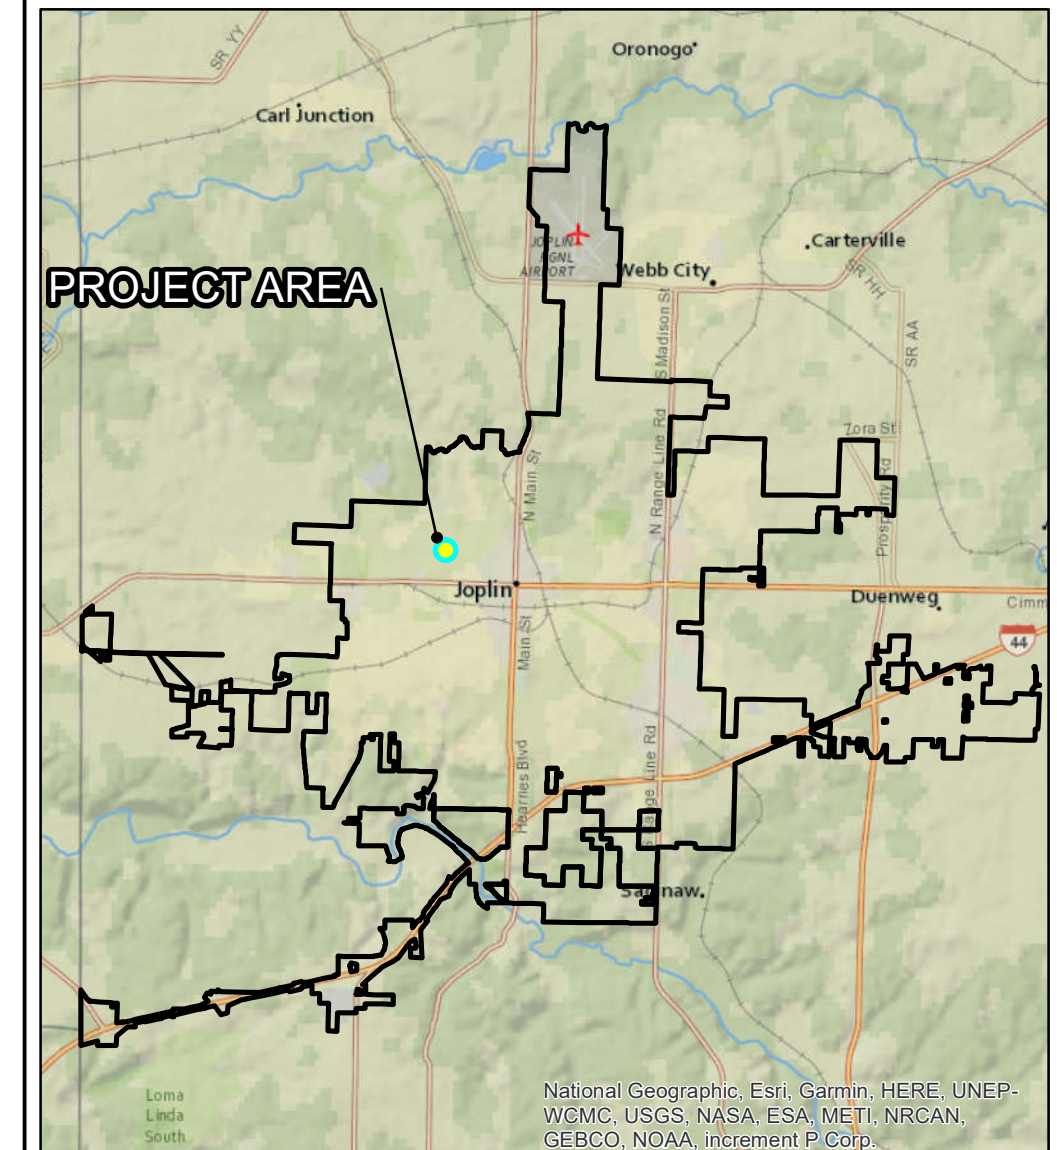 Oronogo
SR YY
Carl Junction
Carterville
JOPLIN
RGNL
AIRPORT
Webb City
SR HH
PROJECT AREA
S Madison St
SR AA
N Range Line Rd
Zora St
N Main St
Prosperity Rd
Joplin
Duenweg
Cimm
44
Main St
Hearnes Blvd
Range Line Rd
Loma
Linda
South
National Geographic, Esri, Garmin, HERE, UNEP-
WCMC, USGS, NASA, ESA, METI, NRCAN,
GEBCO, NOAA, increment P Corp.